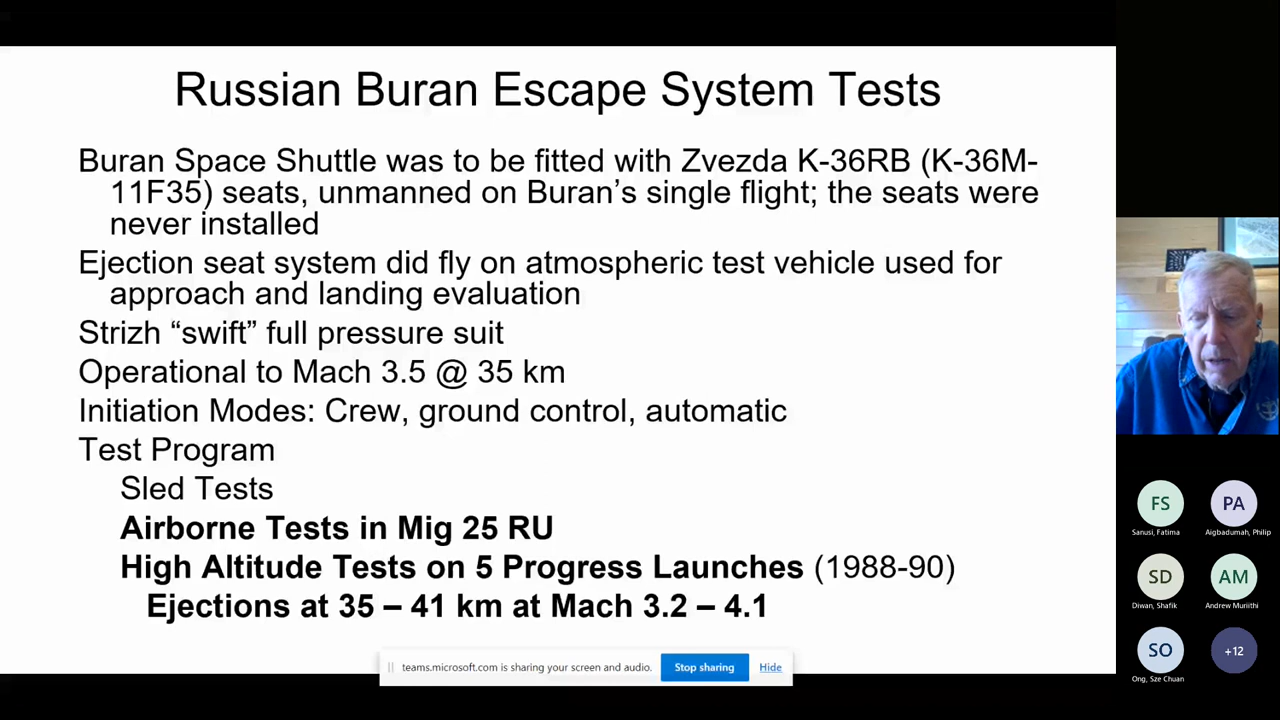 Russian Buran Escape System Tests
Buran Space Shuttle was to be fitted with Zvezda K-36RB (K-36M-
11F35) seats, unmanned on Buran's single flight; the seats were
never installed
Ejection seat system did fly on atmospheric test vehicle used for
approach and landing evaluation
Strizh “swift” full pressure suit
Operational to Mach 3.5 @ 35 km
Initiation Modes: Crew, ground control, automatic
Test Program
Sled Tests
Airborne Tests in Mig 25 RU
High Altitude Tests on 5 Progress Launches (1988-90)
Ejections at 35 – 41 km at Mach 3.2 – 4.1
teams.microsoft.com is sharing your screen and audio. Stop sharing Hide
FS PA
Sanusi, Fatima Aigbadumah, Philip
SD AM
Diwan, Shafik Andrew Muriithi
SO +12
Ong, Sze Chuan